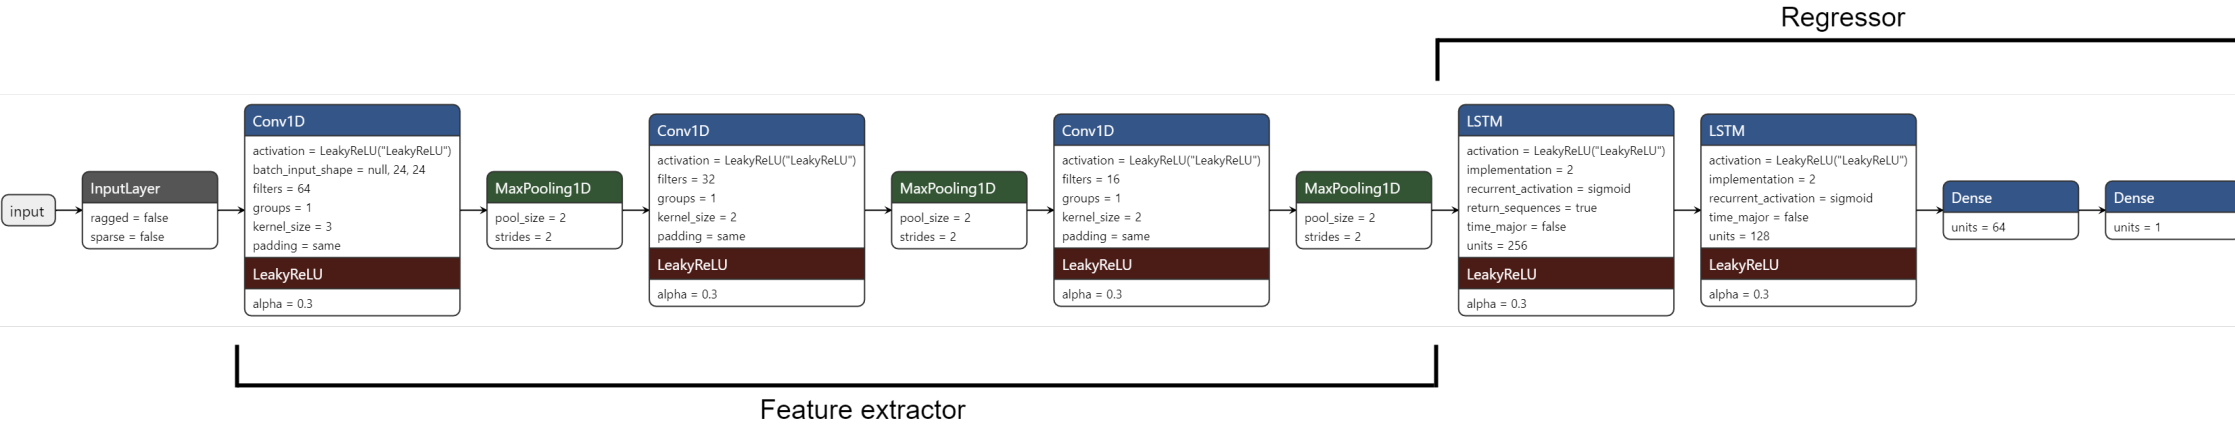 Regressor
input
InputLayer
ragged = false
sparse = false
Conv1D
activation = LeakyReLU("LeakyReLU")
batch_input_shape = null, 24, 24
filters = 64
groups = 1
kernel_size = 3
padding = same
LeakyReLU
alpha = 0.3
MaxPooling1D
pool_size = 2
strides = 2
Conv1D
activation = LeakyReLU("LeakyReLU")
filters = 32
groups = 1
kernel_size = 2
padding = same
LeakyReLU
alpha = 0.3
MaxPooling1D
pool_size = 2
strides = 2
Conv1D
activation = LeakyReLU("LeakyReLU")
filters = 16
groups = 1
kernel_size = 2
padding = same
LeakyReLU
alpha = 0.3
MaxPooling1D
pool_size = 2
strides = 2
LSTM
activation = LeakyReLU("LeakyReLU")
implementation = 2
recurrent_activation = sigmoid
return_sequences = true
time_major = false
units = 256
LeakyReLU
alpha = 0.3
LSTM
activation = LeakyReLU("LeakyReLU")
implementation = 2
recurrent_activation = sigmoid
time_major = false
units = 128
LeakyReLU
alpha = 0.3
Dense
units = 64
Dense
units = 1
Feature extractor